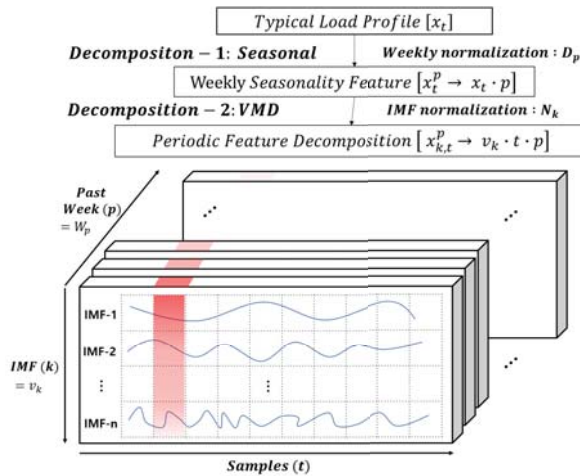 Typical Load Profile [x_t]
Decompositon − 1: Seasonal
Weekly normalization : D_p
Weekly Seasonality Feature [x_t^p → x_t · p]
Decomposition − 2: VMD
IMF normalization : N_k
Periodic Feature Decomposition [ x_{k,t}^p → v_k · t · p]
Past
Week (p)
= W_p
...
...
IMF-1
IMF-2
⋮
⋮
IMF-n
IMF (k)
= v_k
...
Samples (t)